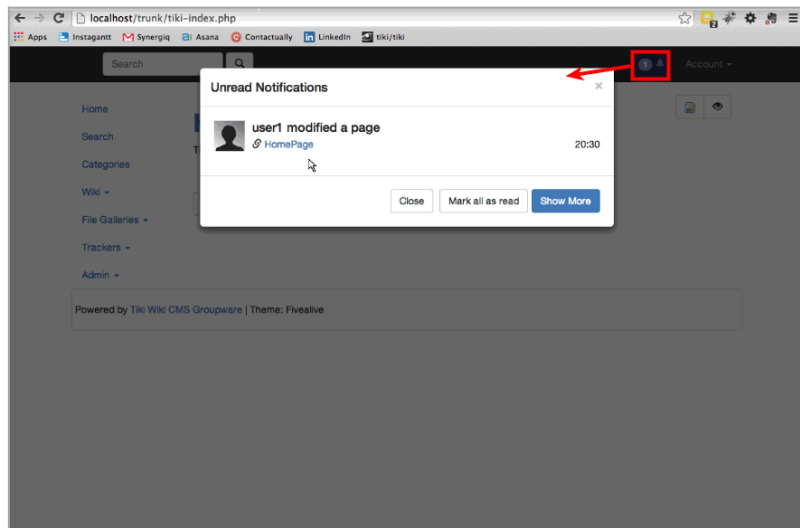 localhost/trunk/tiki-index.php
2
Apps Instagantt Synergiq Asana Contactually LinkedIn tiki/tiki
Search
1 Account
Unread Notifications ×
Home
user1 modified a page
Search
HomePage 20:30
Categories
Wiki
Close Mark all as read Show More
File Galleries
Trackers
Admin
Powered by Tiki Wiki CMS Groupware | Theme: Fivealive